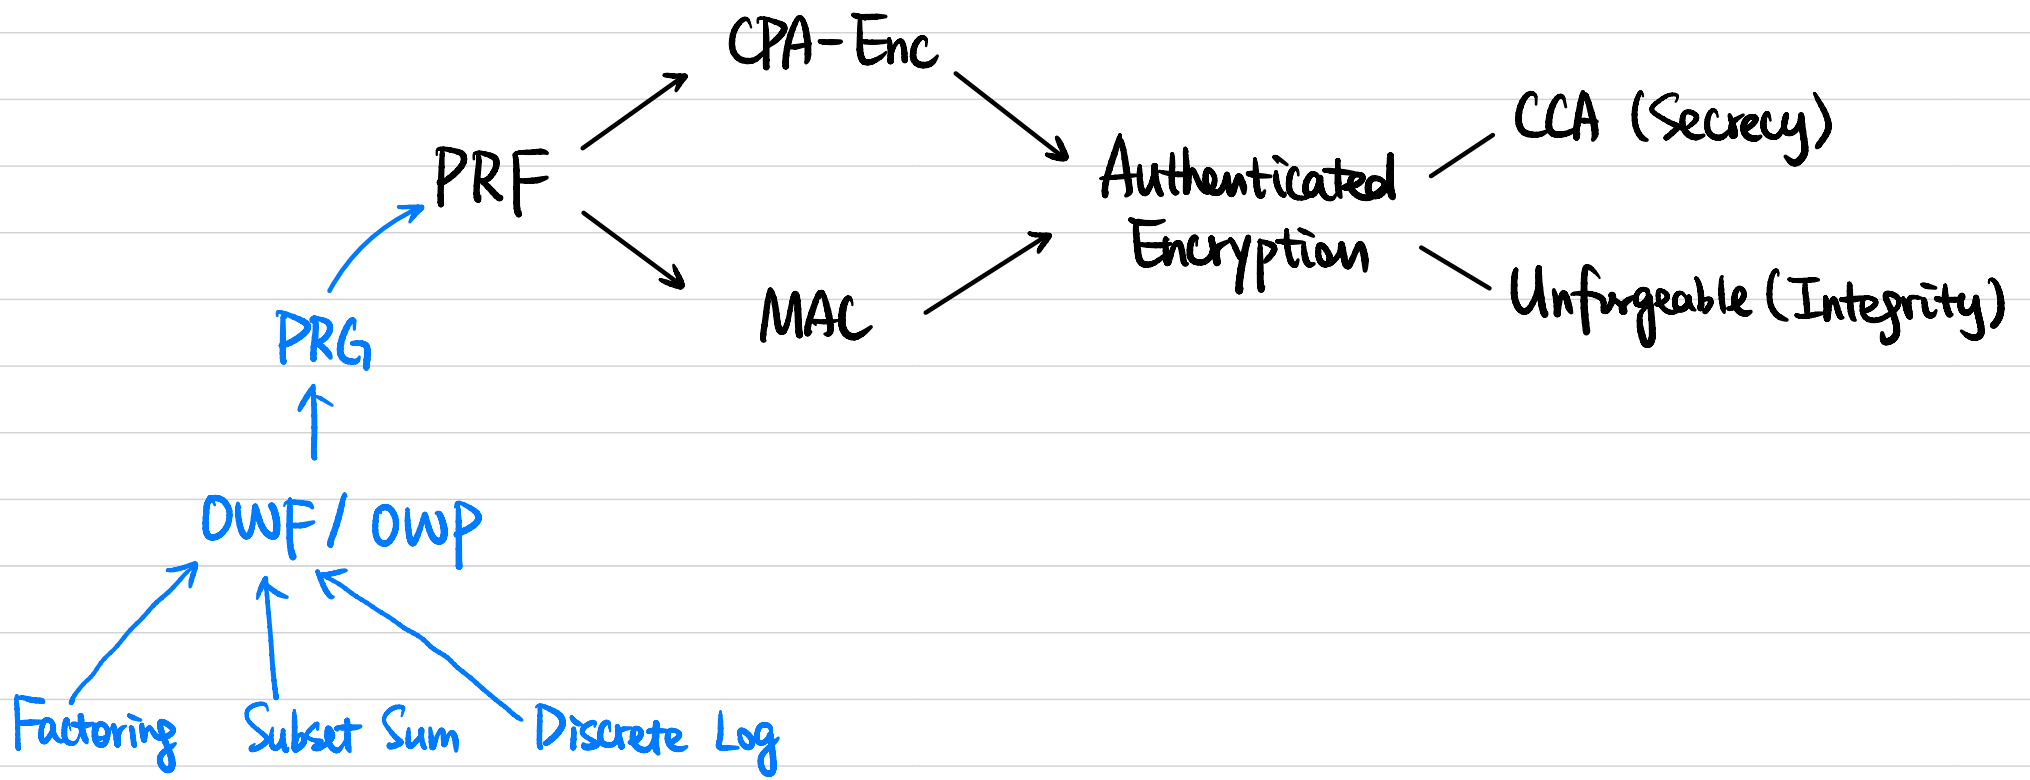 CPA-Enc
CCA (Secrecy)
PRF
Authenticated
Encryption
MAC
Unforgeable (Integrity)
PRG
OWF / OWP
Factoring
Subset Sum
Discrete Log